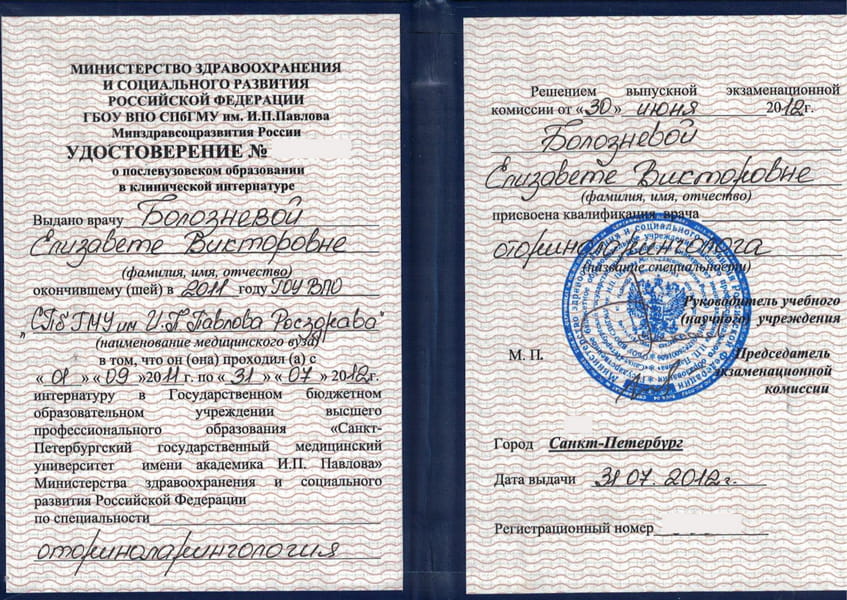 МИНИСТЕРСТВО ЗДРАВООХРАНЕНИЯ
И СОЦИАЛЬНОГО РАЗВИТИЯ
РОССИЙСКОЙ ФЕДЕРАЦИИ
ГБОУ ВПО СПбГМУ им. И.П.Павлова
Минздравсоцразвития России
УДОСТОВЕРЕНИЕ №
о послевузовском образовании
в клинической интернатуре
Выдано врачу Болозневой
Елизавете Викторовне
(фамилия, имя, отчество)
окончившему (шей) в 2011 году ГОУ ВПО
„СПб ГМУ им И.П Павлова Росздрава"
(наименование медицинского вуза)
в том, что он (она) проходил (а) с
« 01 » « 09 »2011 г. по « 31 » « 07 » 2012г.
интернатуру в Государственном бюджетном
образовательном учреждении высшего
профессионального образования «Санкт-
Петербургский государственный медицинский
университет имени академика И.П. Павлова»
Министерства здравоохранения и социального
развития Российской Федерации
по специальности
оториноларингология
Решением выпускной экзаменационной
комиссии от «30» июня 2012г.
Болозневой
Елизавете Викторовне
(фамилия, имя, отчество)
присвоена квалификация врача
оториноларинголога
(название специальности)
Руководитель учебного
(научного) учреждения
М. П.
Председатель
экзаменационной
комиссии
Город Санкт-Петербург
Дата выдачи 31 07. 2012г.
Регистрационный номер